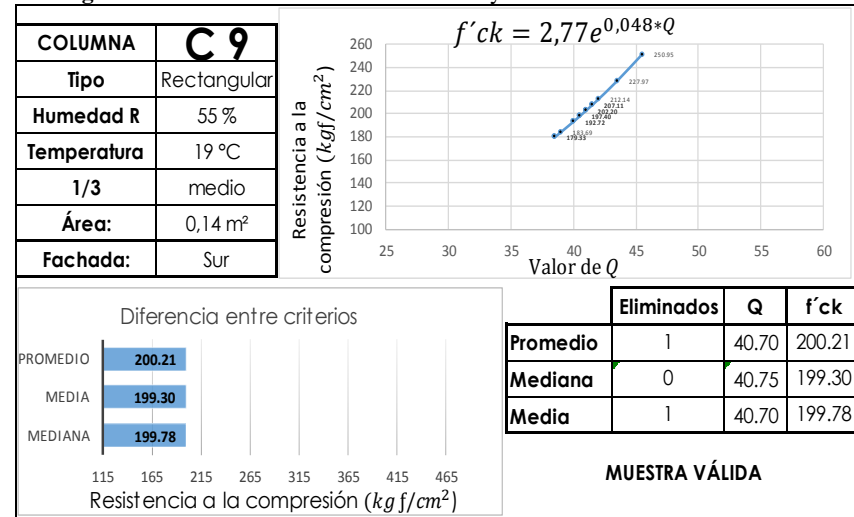 COLUMNA C 9
Tipo Rectangular
Humedad R 55 %
Temperatura 19 ºC
1/3 medio
Área: 0,14 m²
Fachada: Sur
f´ck = 2,77e^{0,048*Q}
Resistencia a la
compresión (kgf/cm²)
260
240
220
200
180
160
140
120
100
250.95
227.97
212.14
207.11
202.20
197.40
192.72
183.69
179.33
25 30 35 40 45 50 55 60
Valor de Q
Diferencia entre criterios
PROMEDIO 200.21
MEDIA 199.30
MEDIANA 199.78
115 165 215 265 315 365 415 465
Resistencia a la compresión (kg f/cm²)
Eliminados Q f´ck
Promedio 1 40.70 200.21
Mediana 0 40.75 199.30
Media 1 40.70 199.78
MUESTRA VÁLIDA